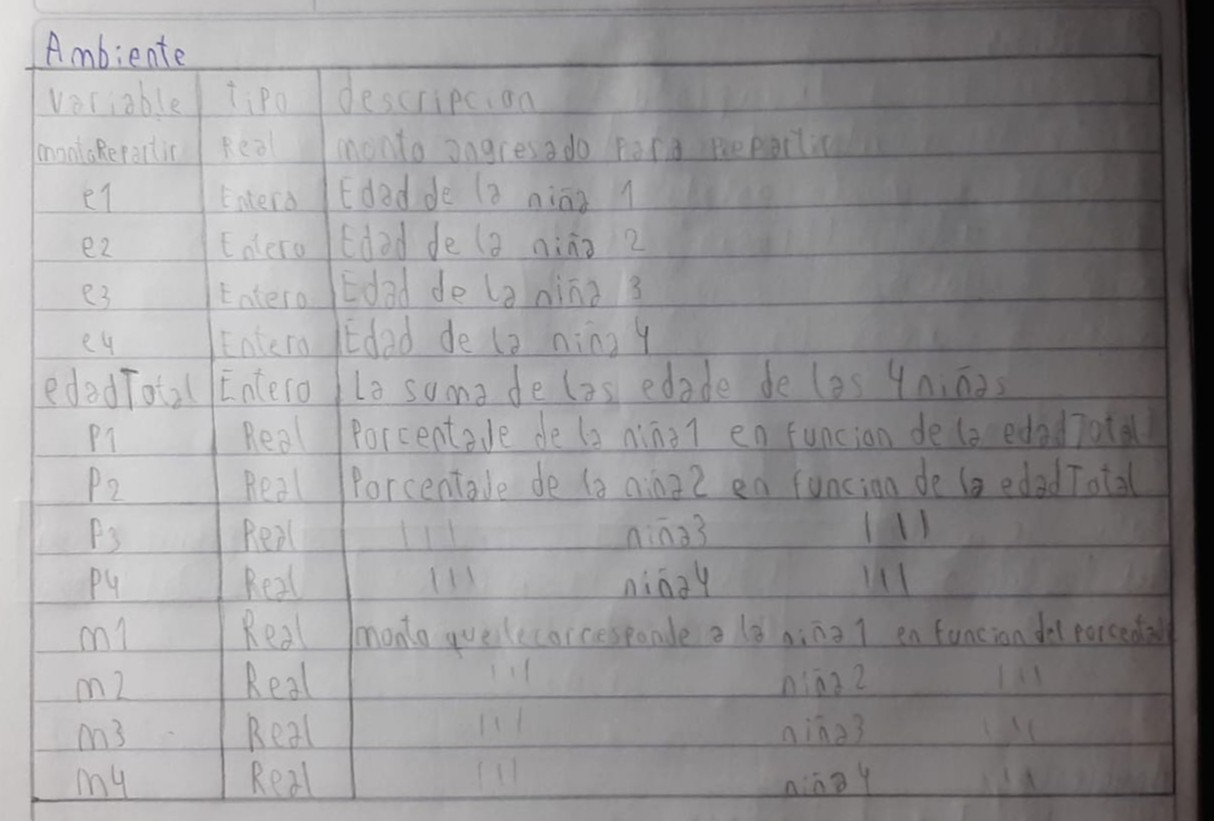 Ambiente
variable tipo descripcion
montoRepartir Real monto ingresado para Repartir
e1 Entero Edad de la niña 1
e2 Entero Edad de la niña 2
e3 Entero Edad de la niña 3
e4 Entero Edad de la niña 4
edadTotal Entero La suma de las edade de las 4 niñas
P1 Real Porcentaje de la niña 1 en funcion de la edadTotal
P2 Real Porcentaje de la niña 2 en funcion de la edadTotal
P3 Real ||| niña3 |||
P4 Real ||| niña4 |||
m1 Real monto que le corresponde a la niña 1 en funcion del porcentaj
m2 Real ||| niña2 |||
m3 Real ||| niña3 |||
m4 Real ||| niña4 |||